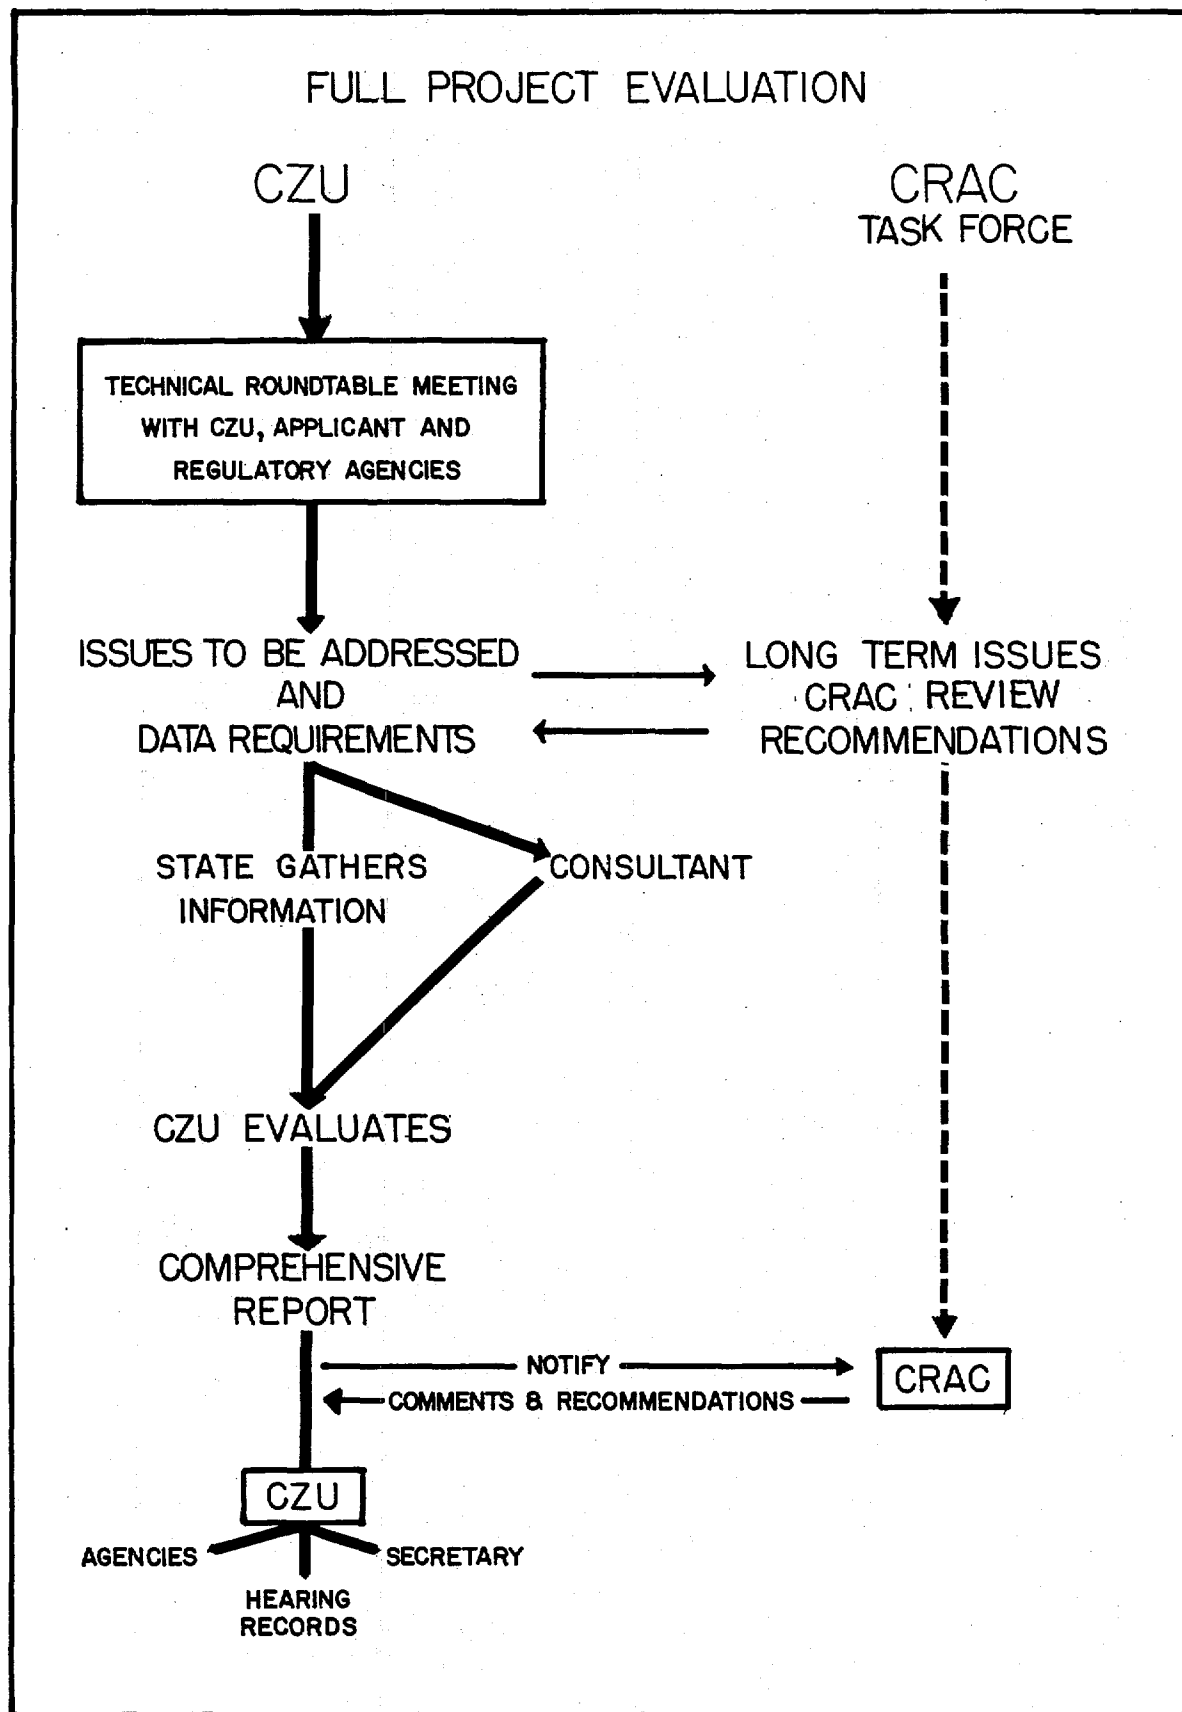 FULL PROJECT EVALUATION
CZU
CRAC
TASK FORCE
TECHNICAL ROUNDTABLE MEETING
WITH CZU, APPLICANT AND
REGULATORY AGENCIES
ISSUES TO BE ADDRESSED
AND
DATA REQUIREMENTS
LONG TERM ISSUES
CRAC REVIEW
RECOMMENDATIONS
STATE GATHERS
INFORMATION
CONSULTANT
CZU EVALUATES
COMPREHENSIVE
REPORT
NOTIFY
COMMENTS & RECOMMENDATIONS
CRAC
CZU
AGENCIES
SECRETARY
HEARING
RECORDS